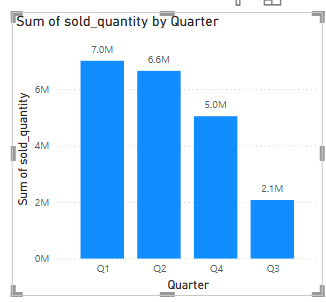 Sum of sold_quantity by Quarter
7.0M
6.6M
5.0M
2.1M
6M
4M
2M
0M
Sum of sold_quantity
Q1 Q2 Q4 Q3
Quarter